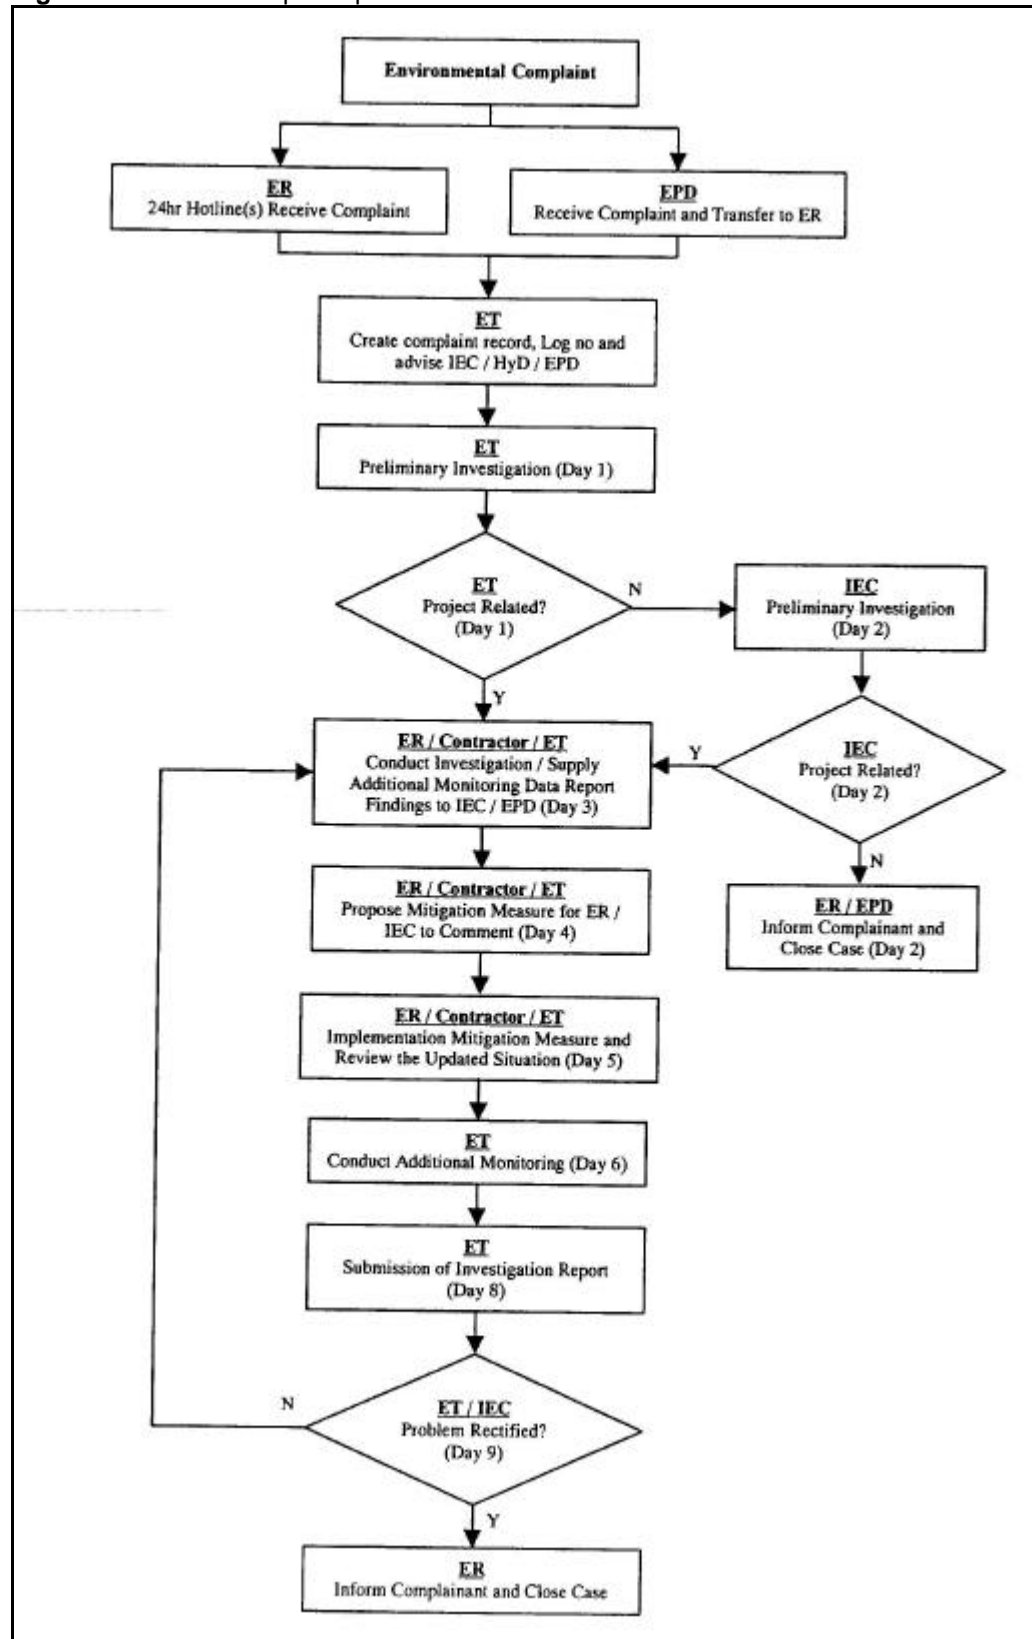 Environmental Complaint
ER
24hr Hotline(s) Receive Complaint
EPD
Receive Complaint and Transfer to ER
ET
Create complaint record, Log no and
advise IEC / HyD / EPD
ET
Preliminary Investigation (Day 1)
ET
Project Related?
(Day 1)
N
IEC
Preliminary Investigation
(Day 2)
Y
ER / Contractor / ET
Conduct Investigation / Supply
Additional Monitoring Data Report
Findings to IEC / EPD (Day 3)
Y
IEC
Project Related?
(Day 2)
N
ER / Contractor / ET
Propose Mitigation Measure for ER /
IEC to Comment (Day 4)
ER / EPD
Inform Complainant and
Close Case (Day 2)
ER / Contractor / ET
Implementation Mitigation Measure and
Review the Updated Situation (Day 5)
ET
Conduct Additional Monitoring (Day 6)
ET
Submission of Investigation Report
(Day 8)
N
ET / IEC
Problem Rectified?
(Day 9)
Y
ER
Inform Complainant and Close Case